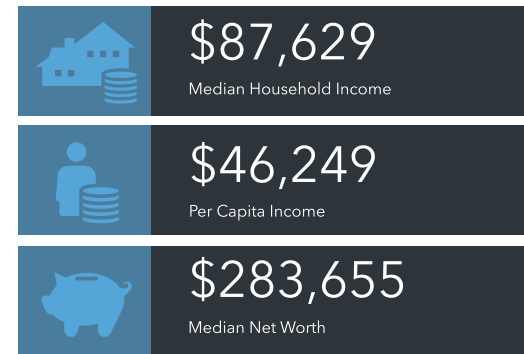 $87,629
Median Household Income
$46,249
Per Capita Income
$283,655
Median Net Worth